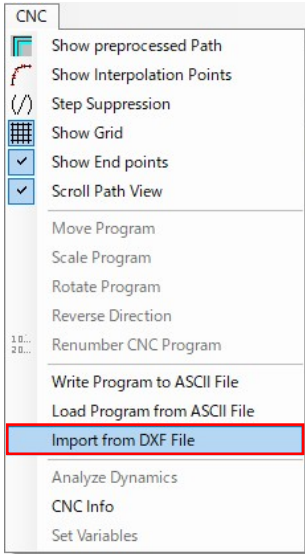 CNC
Show preprocessed Path
Show Interpolation Points
(/) Step Suppression
Show Grid
Show End points
Scroll Path View
Move Program
Scale Program
Rotate Program
Reverse Direction
10... 20... Renumber CNC Program
Write Program to ASCII File
Load Program from ASCII File
Import from DXF File
Analyze Dynamics
CNC Info
Set Variables